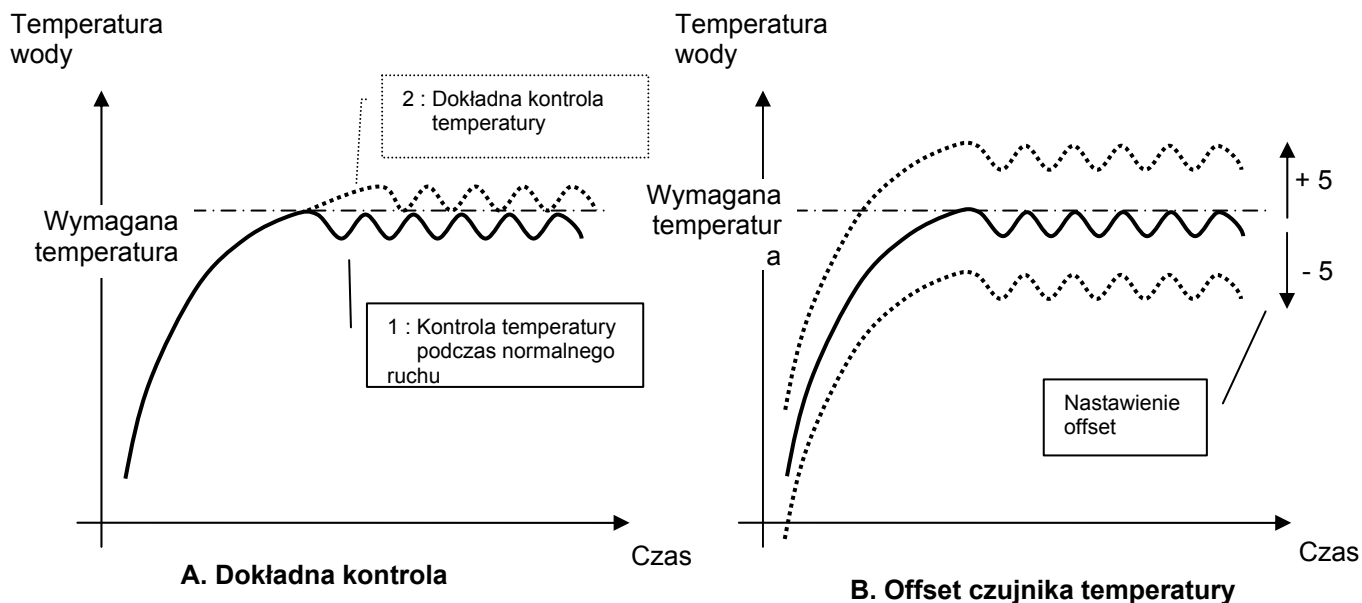 Temperatura
wody
2 : Dokładna kontrola
temperatury
Wymagana
temperatura
1 : Kontrola temperatury
podczas normalnego
ruchu
Czas
A. Dokładna kontrola
Temperatura
wody
Wymagana
temperatur
a
+ 5
- 5
Nastawienie
offset
Czas
B. Offset czujnika temperatury